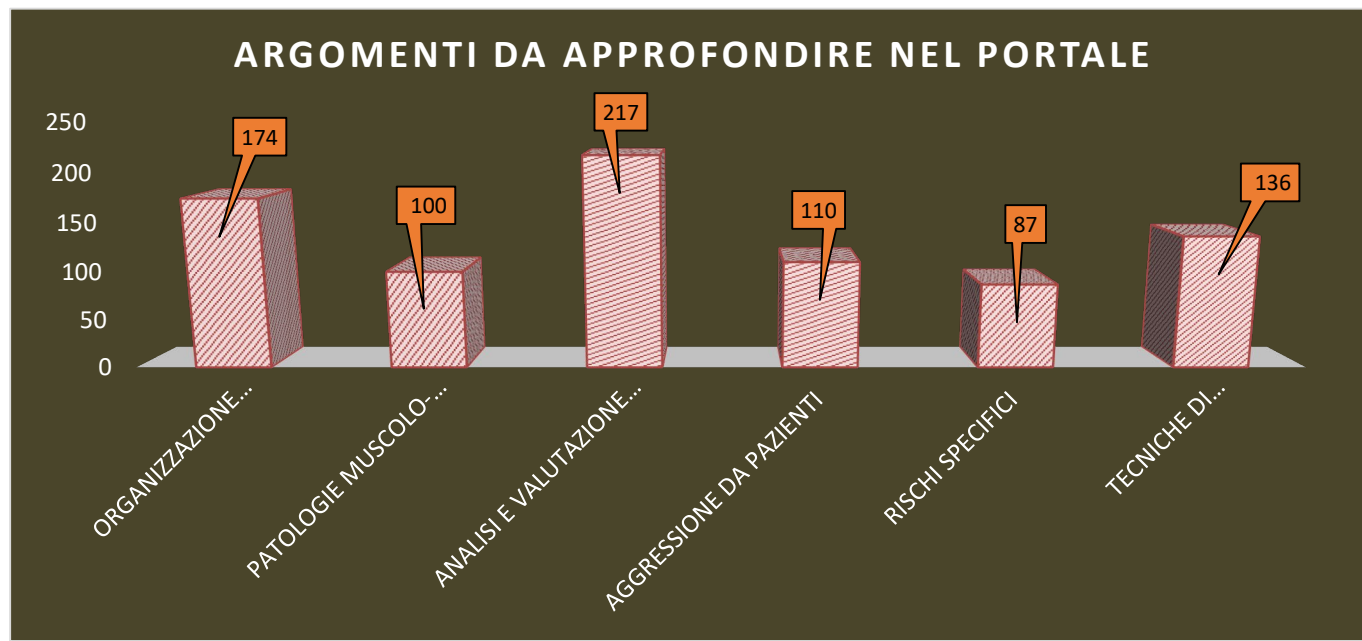 ARGOMENTI DA APPROFONDIRE NEL PORTALE
250
200
150
100
50
0
174
100
217
110
87
136
ORGANIZZAZIONE...
PATOLOGIE MUSCOLO-...
ANALISI E VALUTAZIONE...
AGGRESSIONE DA PAZIENTI
RISCHI SPECIFICI
TECNICHE DI...